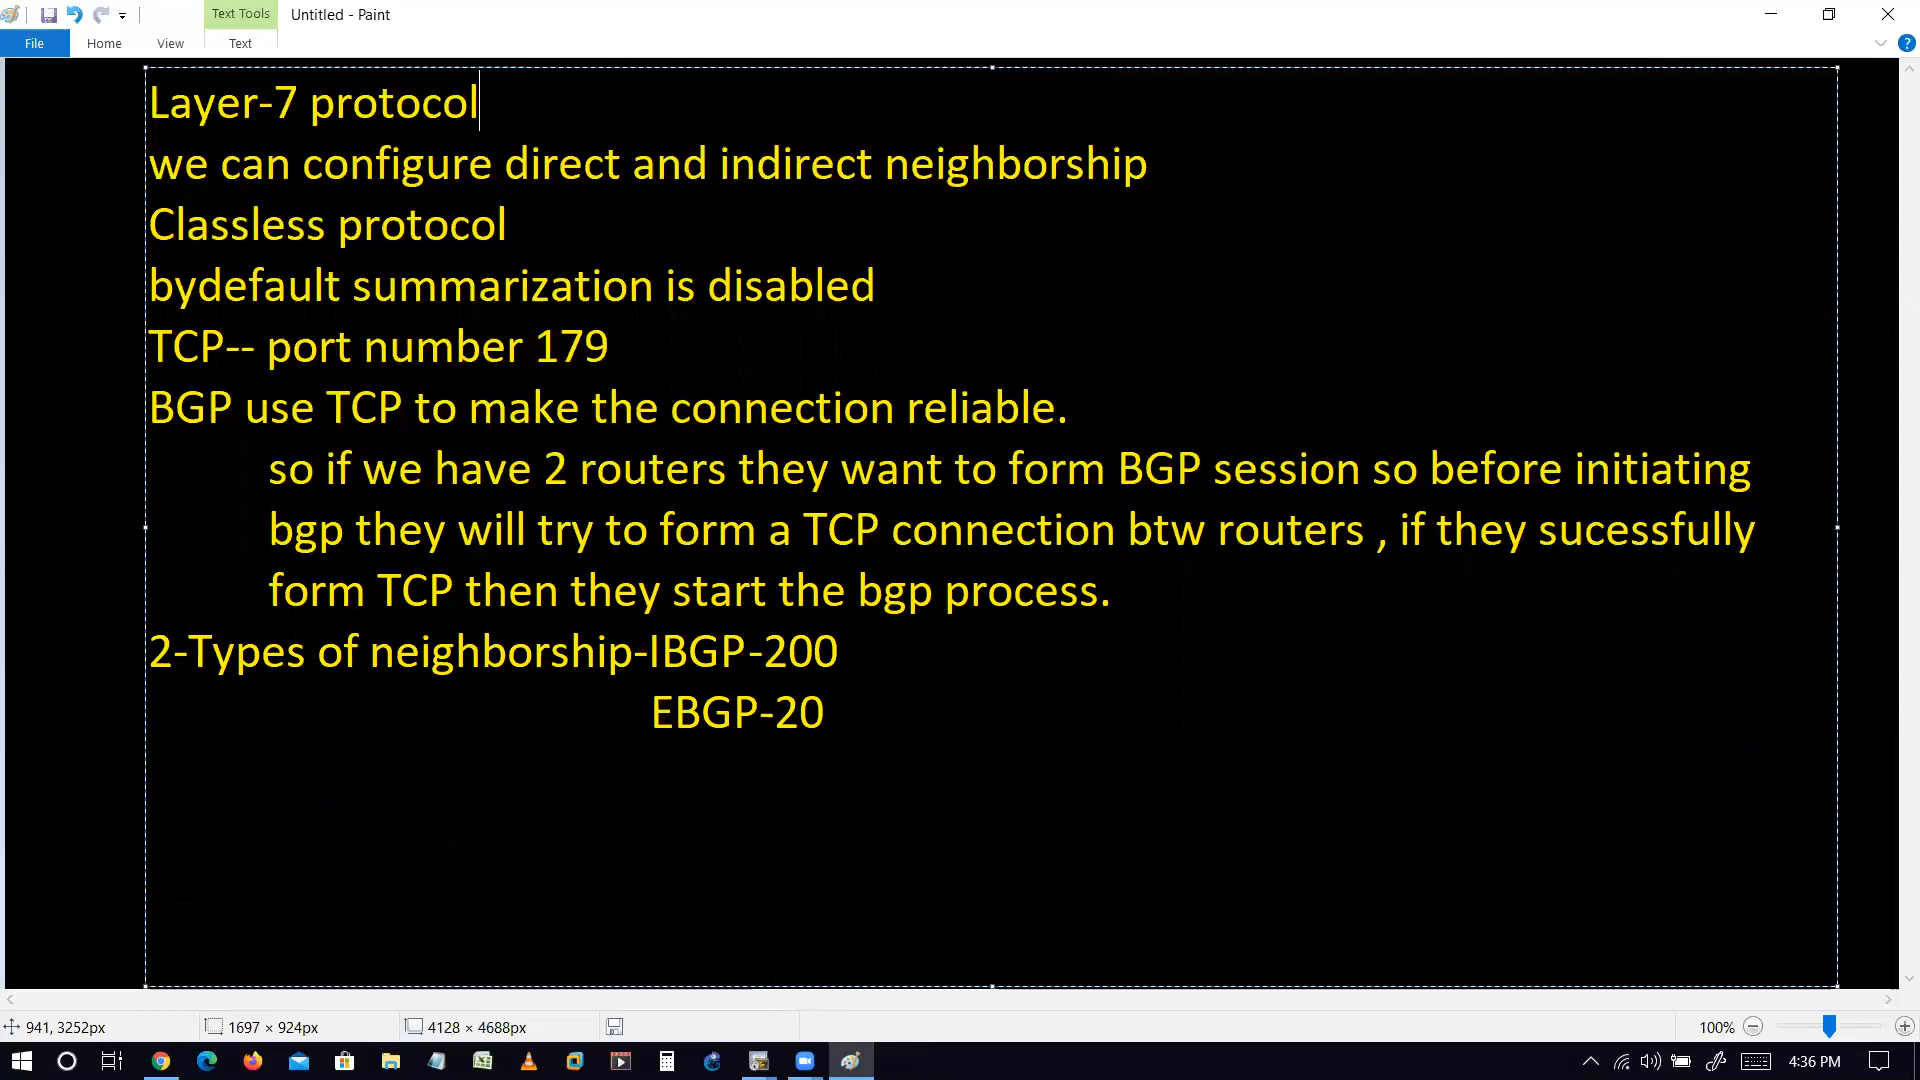 Text Tools
Untitled - Paint
File
Home
View
Text
Layer-7 protocol
we can configure direct and indirect neighborship
Classless protocol
bydefault summarization is disabled
TCP-- port number 179
BGP use TCP to make the connection reliable.
so if we have 2 routers they want to form BGP session so before initiating
bgp they will try to form a TCP connection btw routers , if they sucessfully
form TCP then they start the bgp process.
2-Types of neighborship-IBGP-200
EBGP-20
941, 3252px
1697 × 924px
4128 × 4688px
100%
4:36 PM